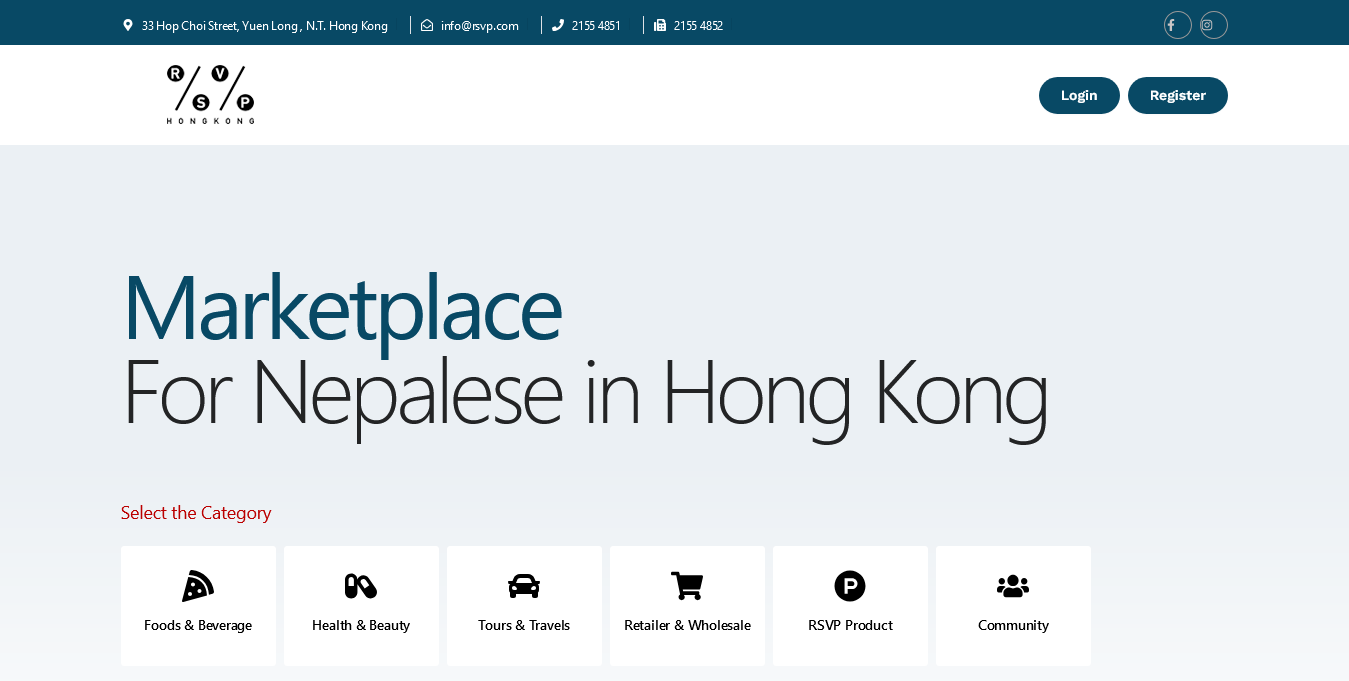 33 Hop Choi Street, Yuen Long , N.T. Hong Kong
info@rsvp.com
2155 4851
2155 4852
R V
S P
HONGKONG
Login
Register
Marketplace
For Nepalese in Hong Kong
Select the Category
Foods & Beverage
Health & Beauty
Tours & Travels
Retailer & Wholesale
P
RSVP Product
Community